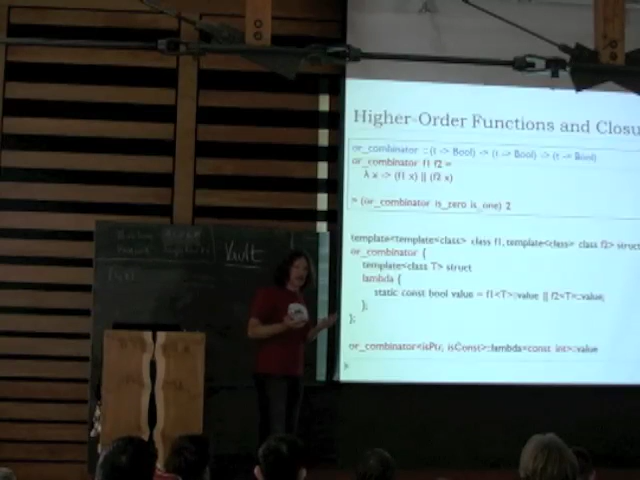 Higher-Order Functions and Closu
or_combinator :: (t -> Bool) -> (t -> Bool) -> (t -> Bool)
or_combinator f1 f2 =
λ x -> (f1 x) || (f2 x)
> (or_combinator is_zero is_one) 2
template<template<class> class f1, template<class> class f2> struct
or_combinator {
template<class T> struct
lambda {
static const bool value = f1<T>::value || f2<T>::value;
};
};
or_combinator<isPtr, isConst>::lambda<const int>::value
Vault